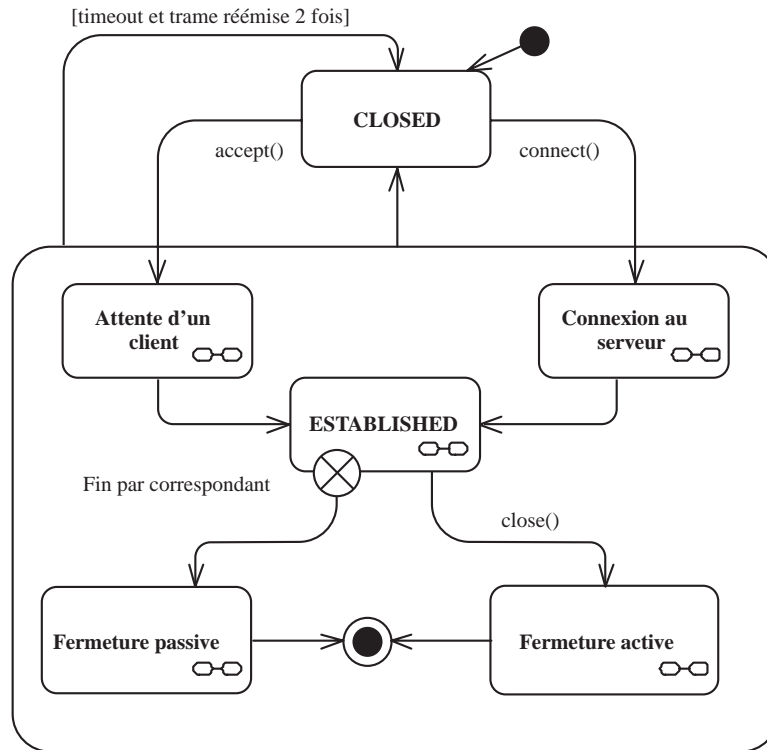 [timeout et trame réémise 2 fois]
CLOSED
accept()
connect()
Attente d'un
client
Connexion au
serveur
ESTABLISHED
Fin par correspondant
close()
Fermeture passive
Fermeture active